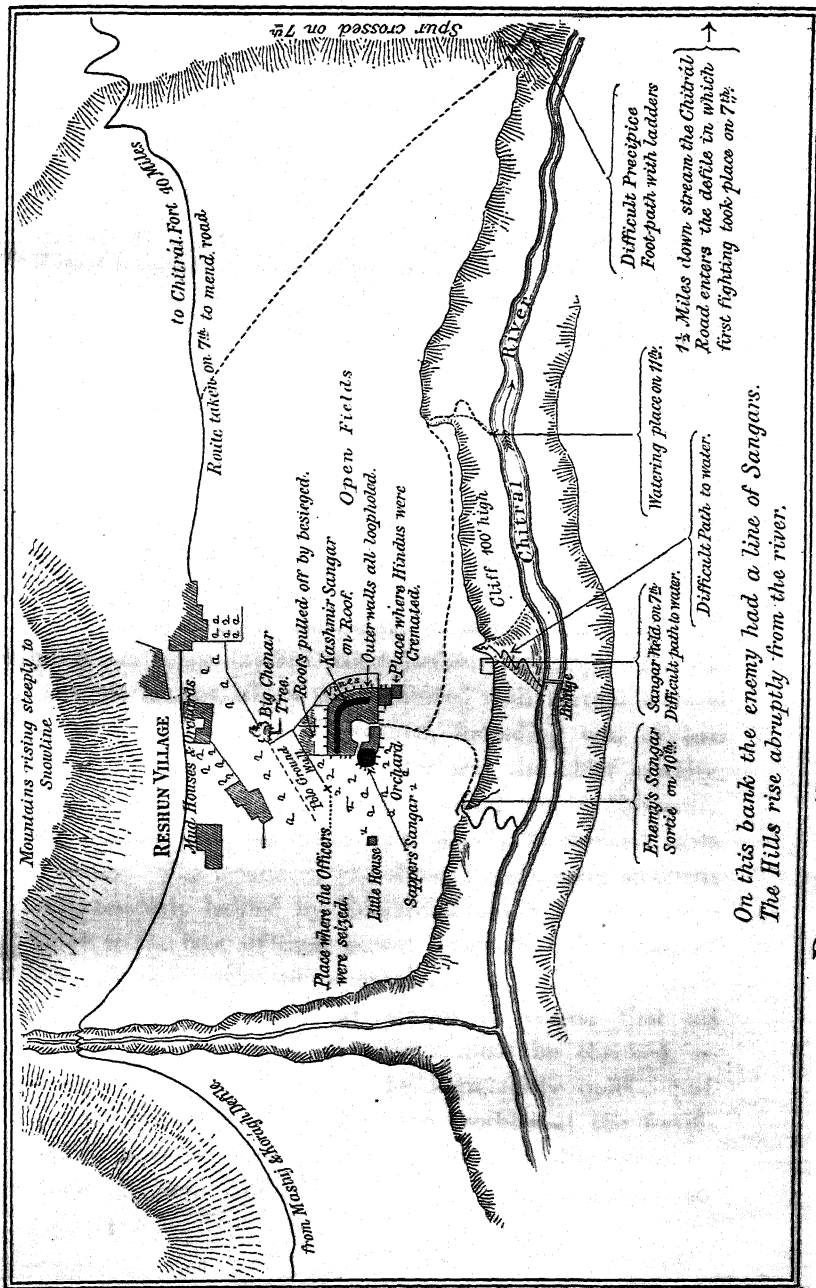 Mountains rising steeply to
Snowline
RESHUN VILLAGE
Mud Houses & Orchards.
from Mastuj & Koragh Defile.
to Chitrál Fort 40 Miles
Route taken on 7th to mend road
Spur crossed on 7th
Big Chenar
Tree.
Polo Ground
Roofs pulled off by besieged.
Kashmir Sangar
on Roof.
Open Fields
Outer walls all loopholed.
Place where Hindus were
Cremated.
Place where the Officers
were seized.
Little House
Orchard
Sappers Sangar
Cliff 100' high
Chitral River
Bridge
Enemy's Sangar
Sortie on 10th.
Sangar held on 7th
Difficult path to water.
Difficult Path to water.
Watering place on 11th.
Difficult Precipice
Foot-path with ladders
1½ Miles down stream the Chitrál
Road enters the defile in which
first fighting took place on 7th.
On this bank the enemy had a line of Sangars.
The Hills rise abruptly from the river.